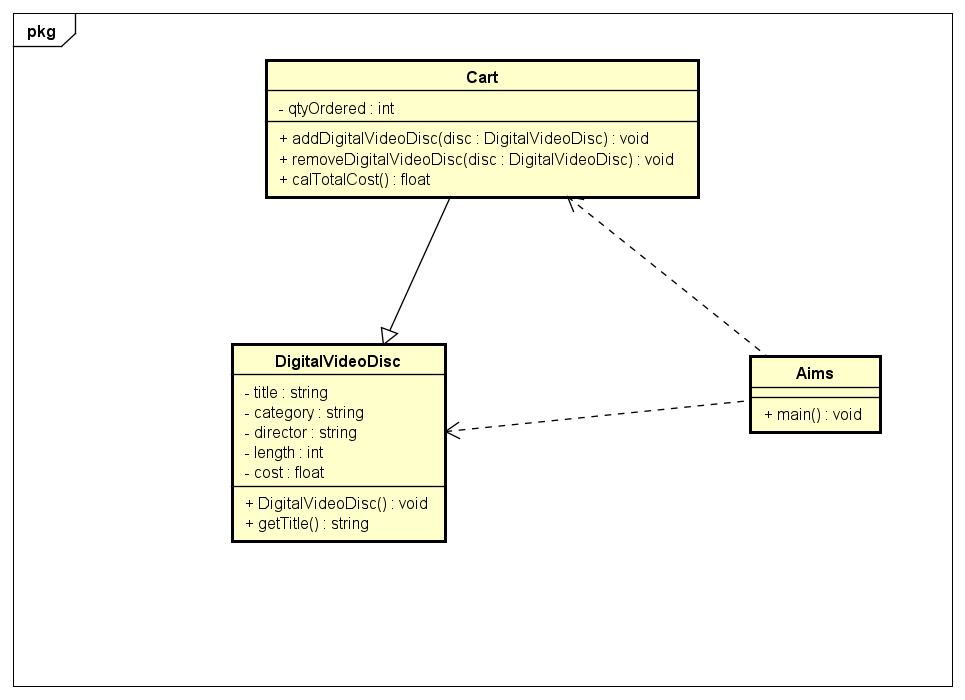 pkg
Cart
- qtyOrdered : int
+ addDigitalVideoDisc(disc : DigitalVideoDisc) : void
+ removeDigitalVideoDisc(disc : DigitalVideoDisc) : void
+ calTotalCost() : float
DigitalVideoDisc
- title : string
- category : string
- director : string
- length : int
- cost : float
+ DigitalVideoDisc() : void
+ getTitle() : string
Aims
+ main() : void